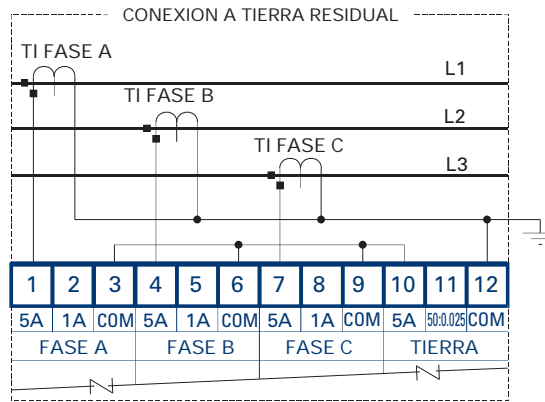 CONEXION A TIERRA RESIDUAL
TI FASE A
L1
TI FASE B
L2
TI FASE C
L3
1 2 3 4 5 6 7 8 9 10 11 12
5A 1A COM 5A 1A COM 5A 1A COM 5A 50:0.025 COM
FASE A FASE B FASE C TIERRA